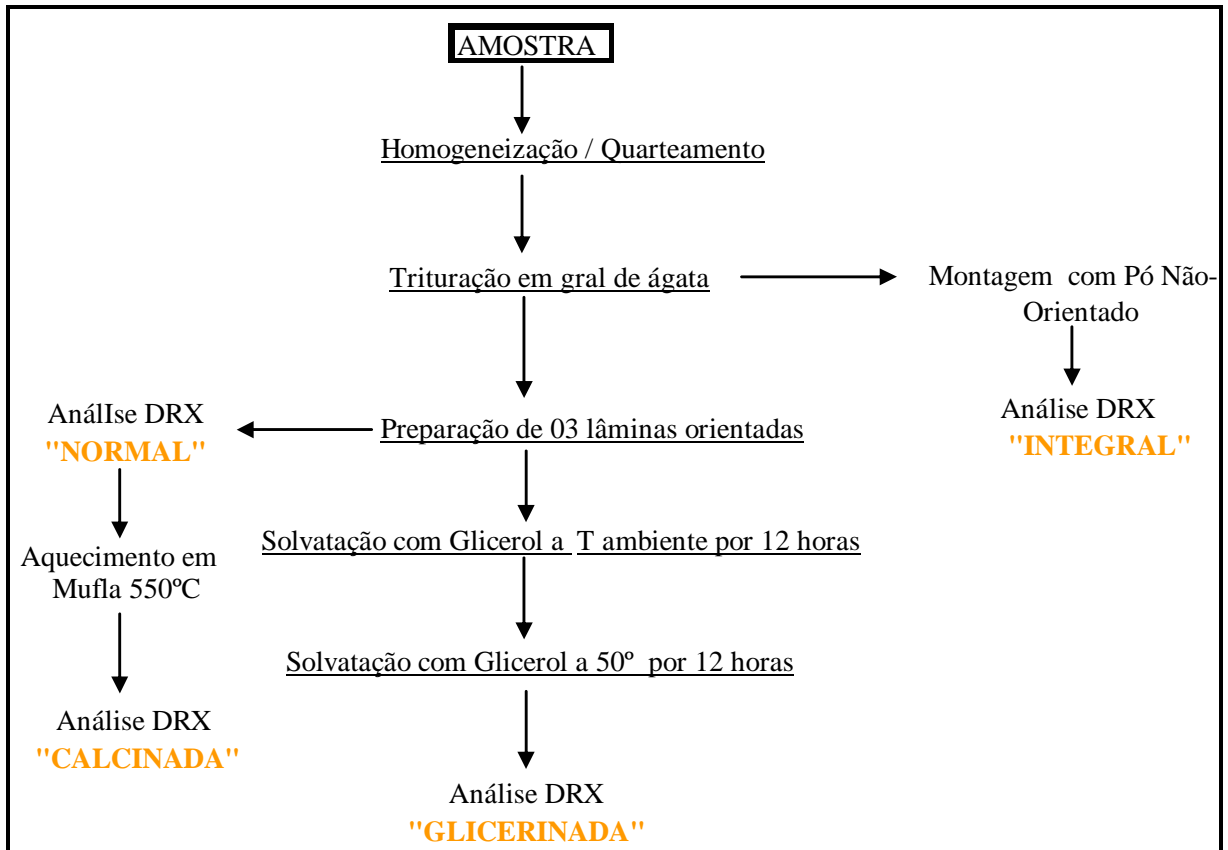 AMOSTRA
Homogeneização / Quarteamento
Trituração em gral de ágata
Montagem com Pó Não-
Orientado
Análise DRX
"INTEGRAL"
Preparação de 03 lâminas orientadas
AnálIse DRX
"NORMAL"
Aquecimento em
Mufla 550ºC
Análise DRX
"CALCINADA"
Solvatação com Glicerol a T ambiente por 12 horas
Solvatação com Glicerol a 50º por 12 horas
Análise DRX
"GLICERINADA"